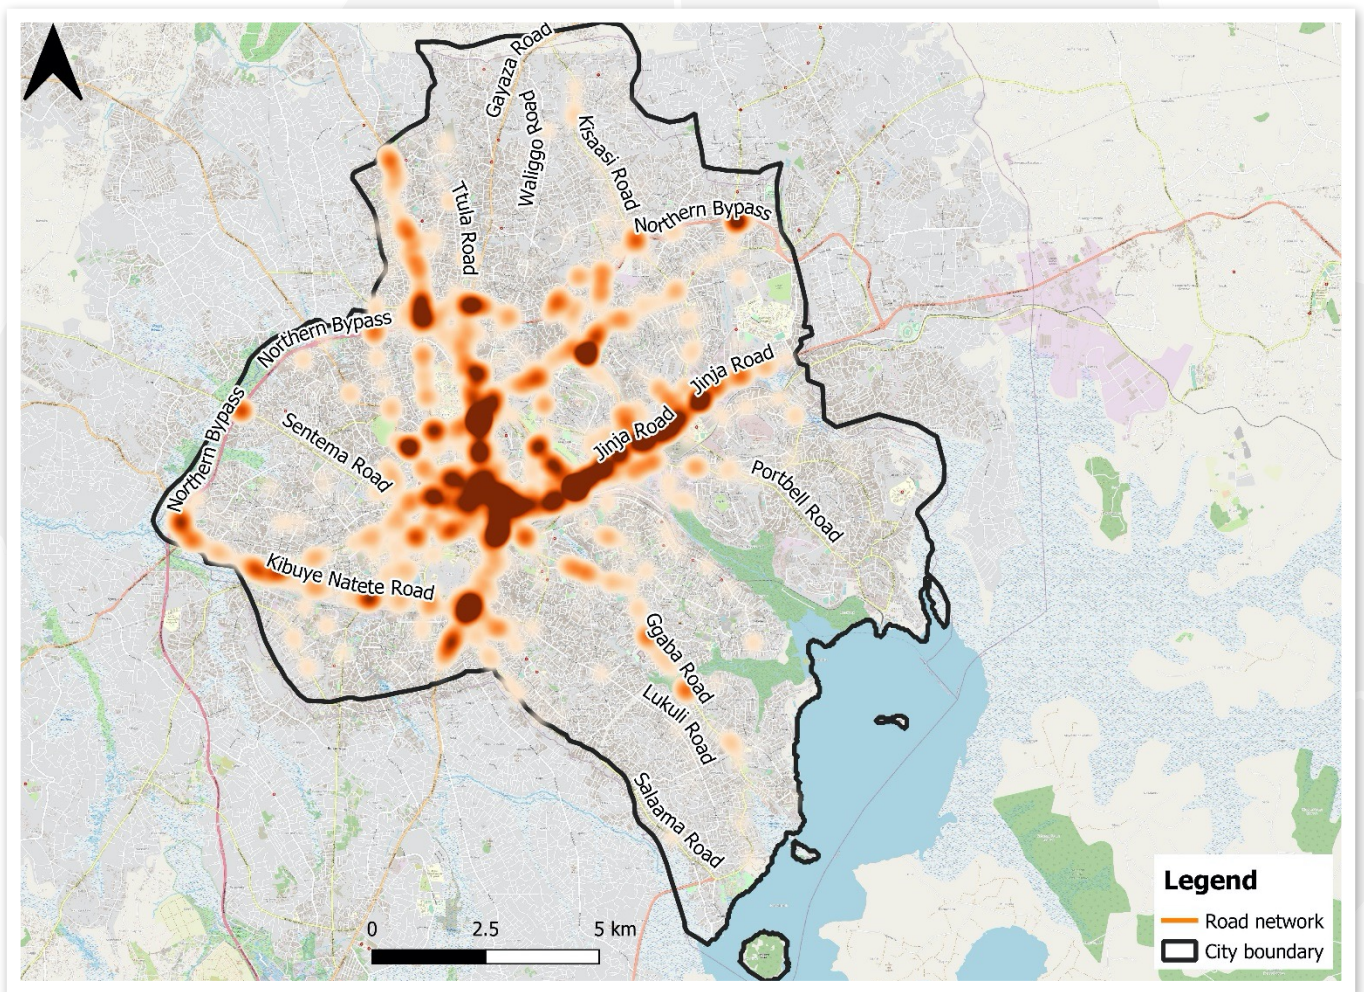 Gayaza Road
Waliggo Road
Kisaasi Road
Ttula Road
Northern Bypass
Northern Bypass
Northern Bypass
Jinja Road
Jinja Road
Sentema Road
Portbell Road
Kibuye Natete Road
Ggaba Road
Lukuli Road
Salaama Road
0 2.5 5 km
Legend
Road network
City boundary